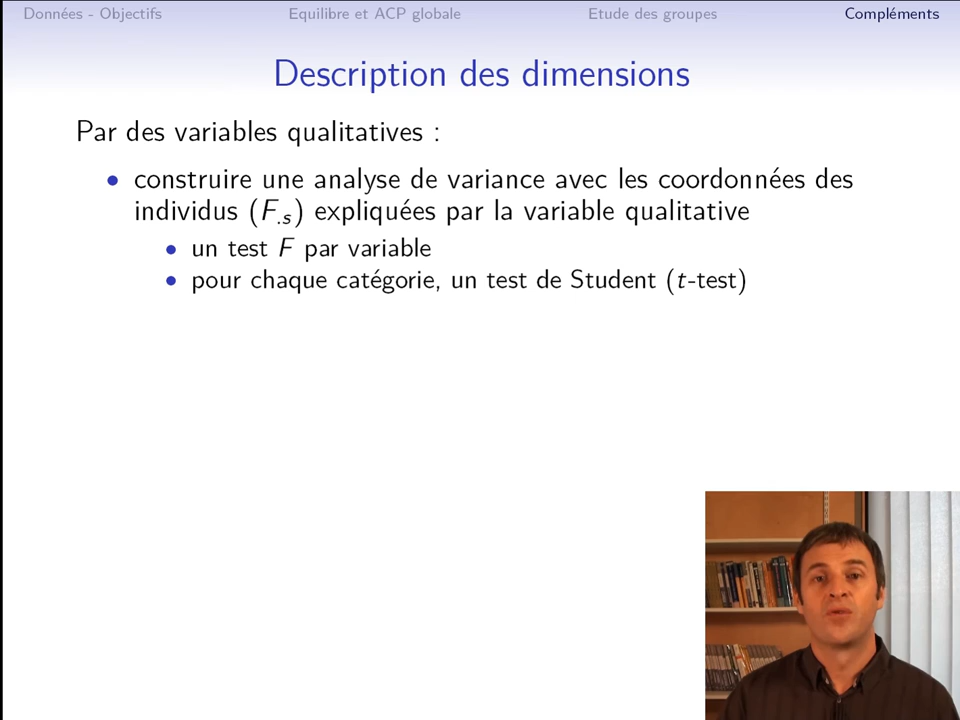 Données - Objectifs Equilibre et ACP globale Etude des groupes Compléments
Description des dimensions
Par des variables qualitatives :
• construire une analyse de variance avec les coordonnées des
individus (F.s) expliquées par la variable qualitative
• un test F par variable
• pour chaque catégorie, un test de Student (t-test)